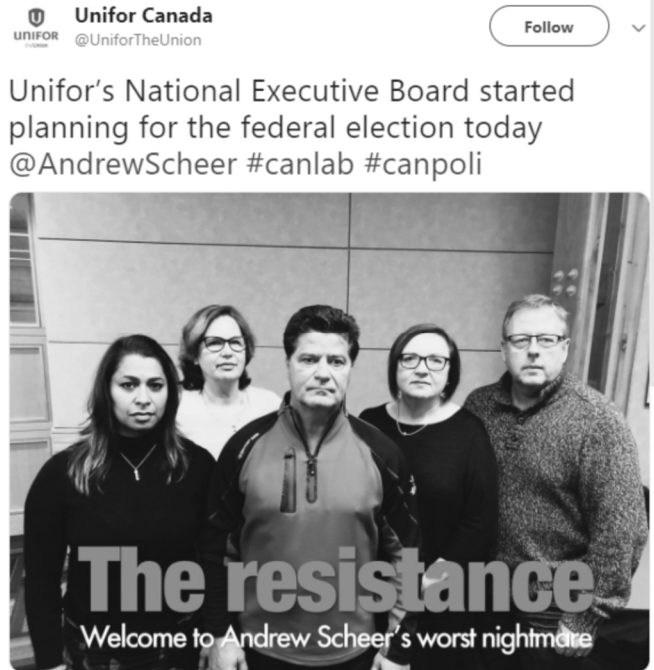 Unifor Canada
UNIFOR
@UniforTheUnion
Follow
Unifor's National Executive Board started
planning for the federal election today
@AndrewScheer #canlab #canpoli
The resistance
Welcome to Andrew Scheer's worst nightmare